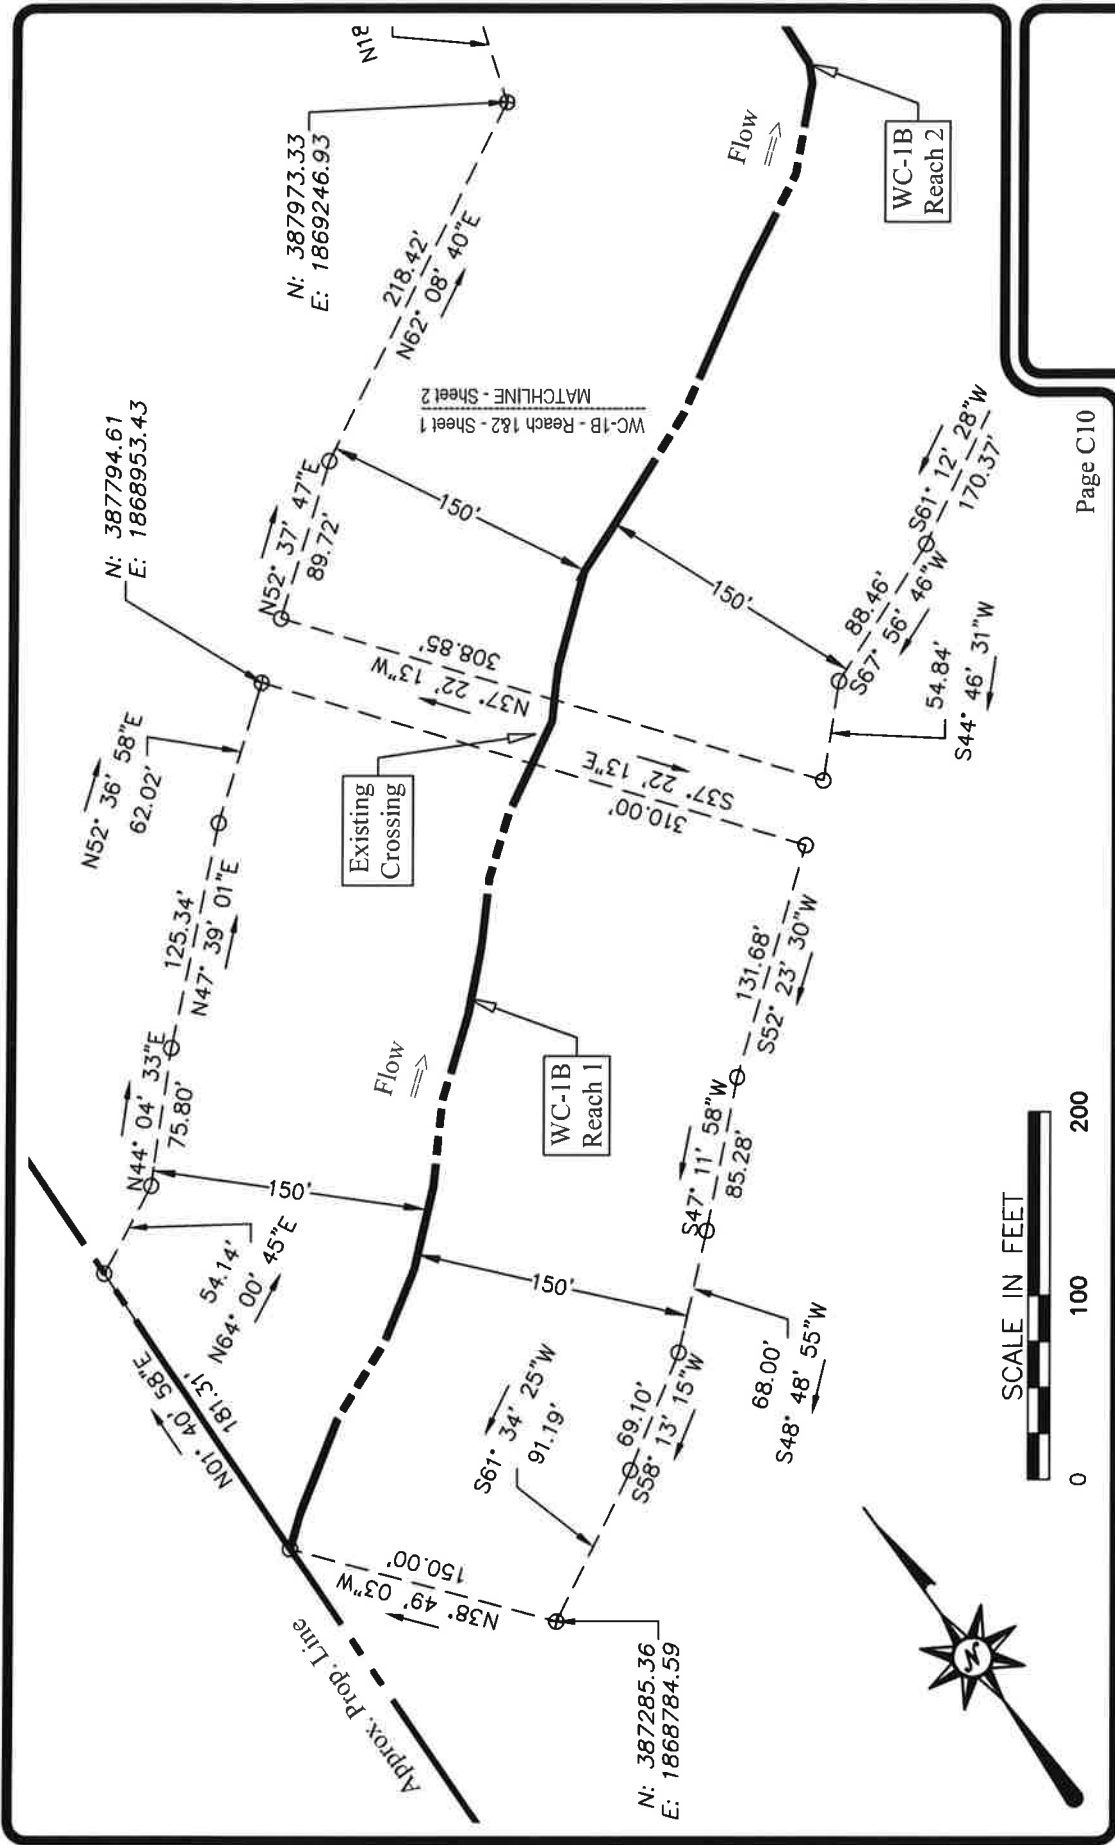 N18
N: 387973.33
E: 1869246.93
218.42'
N62° 08' 40"E
Flow
WC-1B
Reach 2
WC-1B - Reach 1&2 - Sheet 1
MATCHLINE - Sheet 2
N: 387794.61
E: 1868953.43
N52° 37' 47"E
89.72'
150'
150'
N37° 22' 13"W
308.85'
S37° 22' 13"E
310.00'
Existing
Crossing
88.46'
S67° 56' 46"W
S61° 12' 28"W
170.37'
54.84'
S44° 46' 31"W
Page C10
N52° 36' 58"E
62.02'
125.34'
N47° 39' 01"E
N44° 04' 33"E
75.80'
54.14'
N64° 00' 45"E
N01° 40' 58"E
181.31'
Flow
WC-1B
Reach 1
150'
150'
131.68'
S52° 23' 30"W
S47° 11' 58"W
85.28'
68.00'
S48° 48' 55"W
69.10'
S58° 13' 15"W
S61° 34' 25"W
91.19'
N38° 49' 03"W
150.00'
Approx. Prop. Line
N: 387285.36
E: 1868784.59
N
SCALE IN FEET
0
100
200